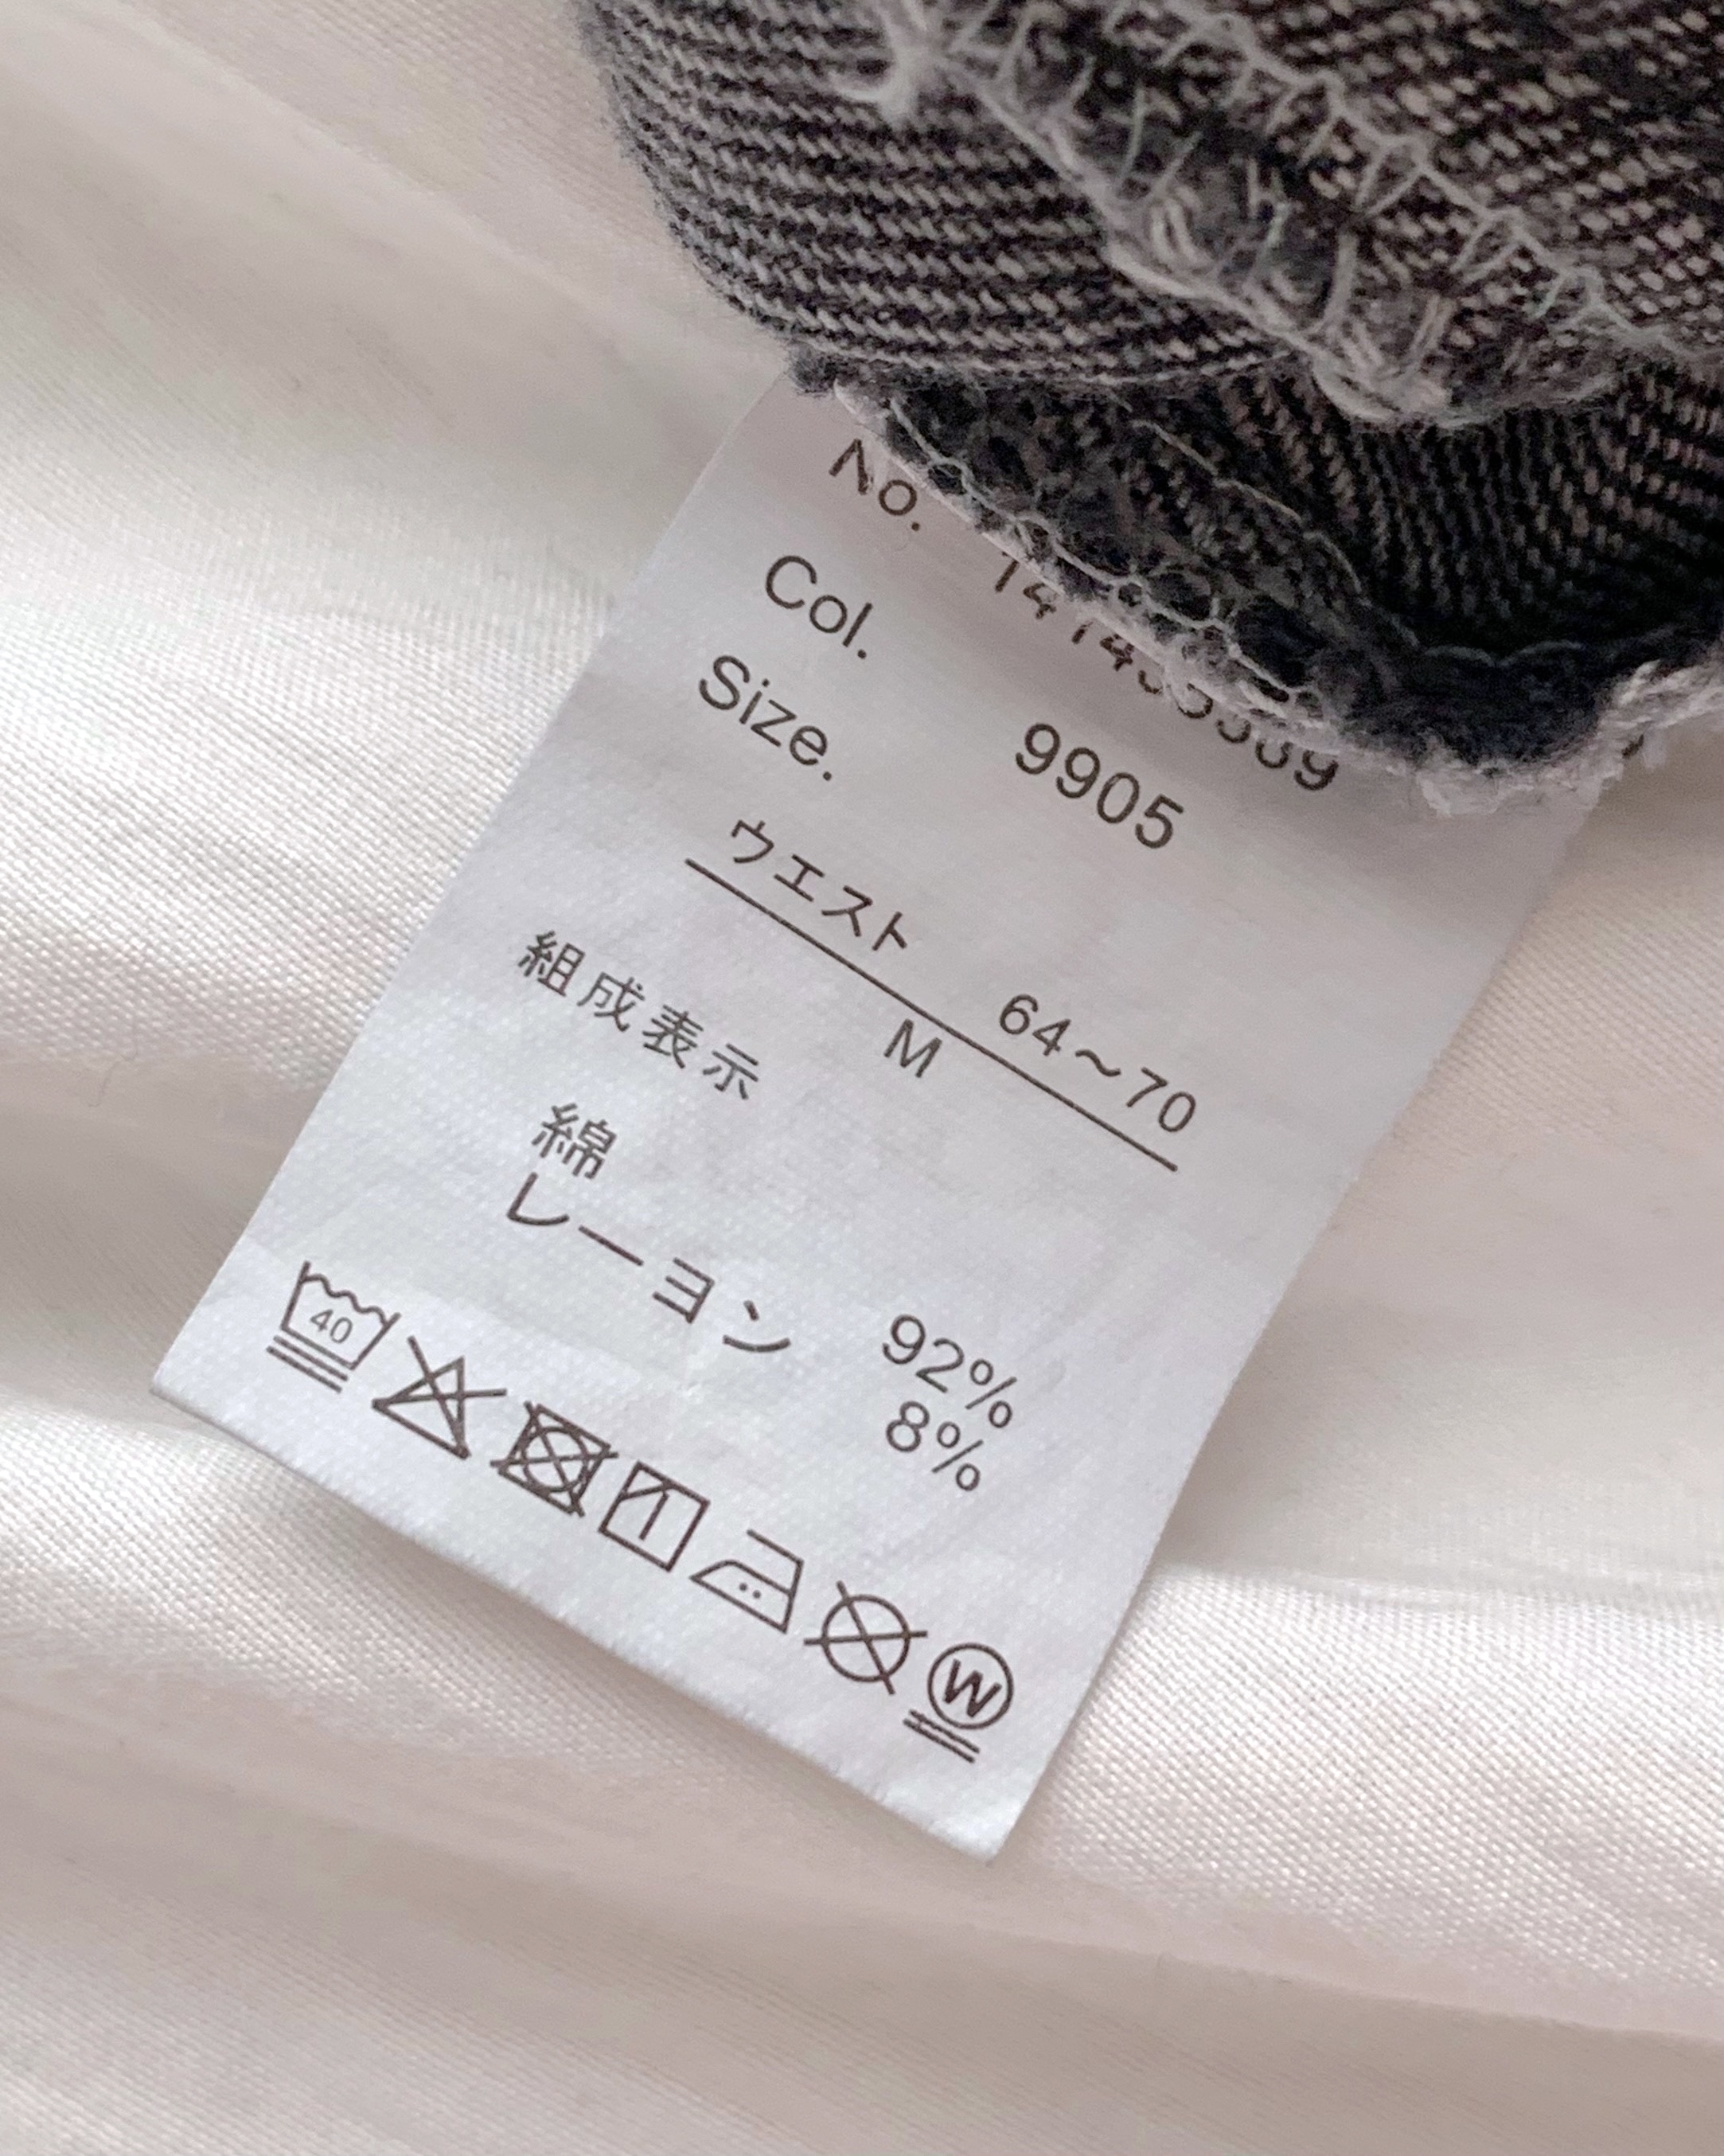 No.
Col. 9905
Size.
ウエスト 64～70
M
組成表示
綿 92%
レーヨン 8%
40
W